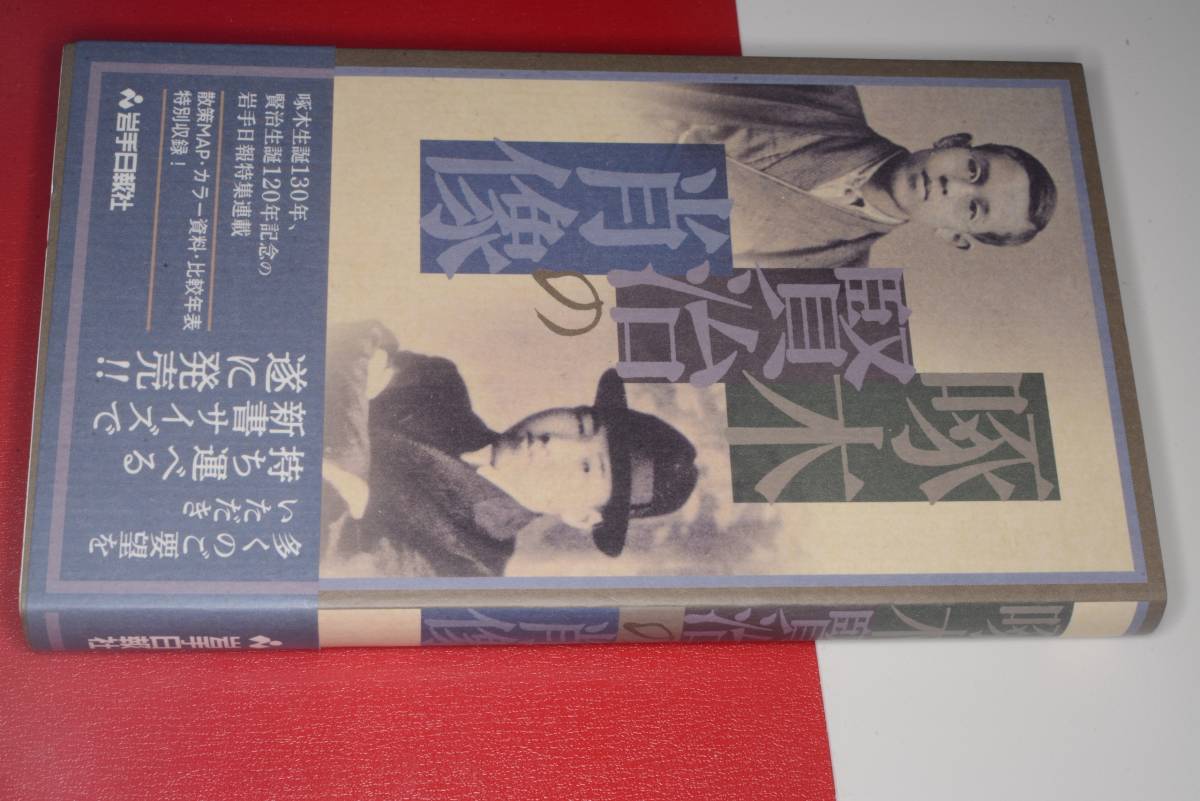 啄木
賢治の
肖像
多くのご要望を
いただき
持ち運べる
新書サイズで
遂に発売!!
啄木生誕130年、
賢治生誕120年記念の
岩手日報特集連載
散策MAP・カラー資料・比較年表
特別収録！
岩手日報社
啄木賢治の肖像
岩手日報社